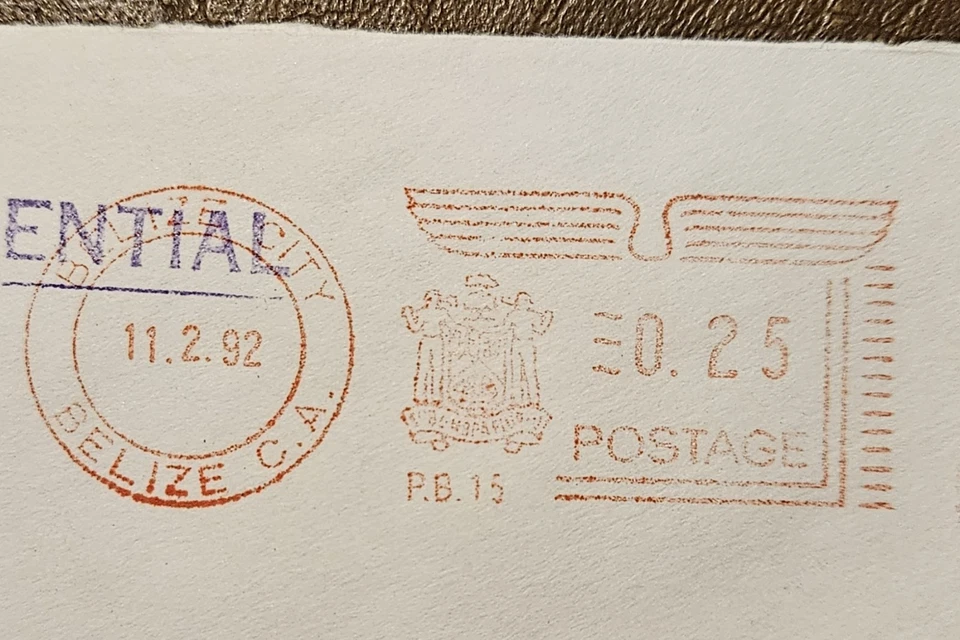 ENTIAL
BELIZE CITY
11.2.92
BELIZE C.A.
0.25
POSTAGE
P.B. 15